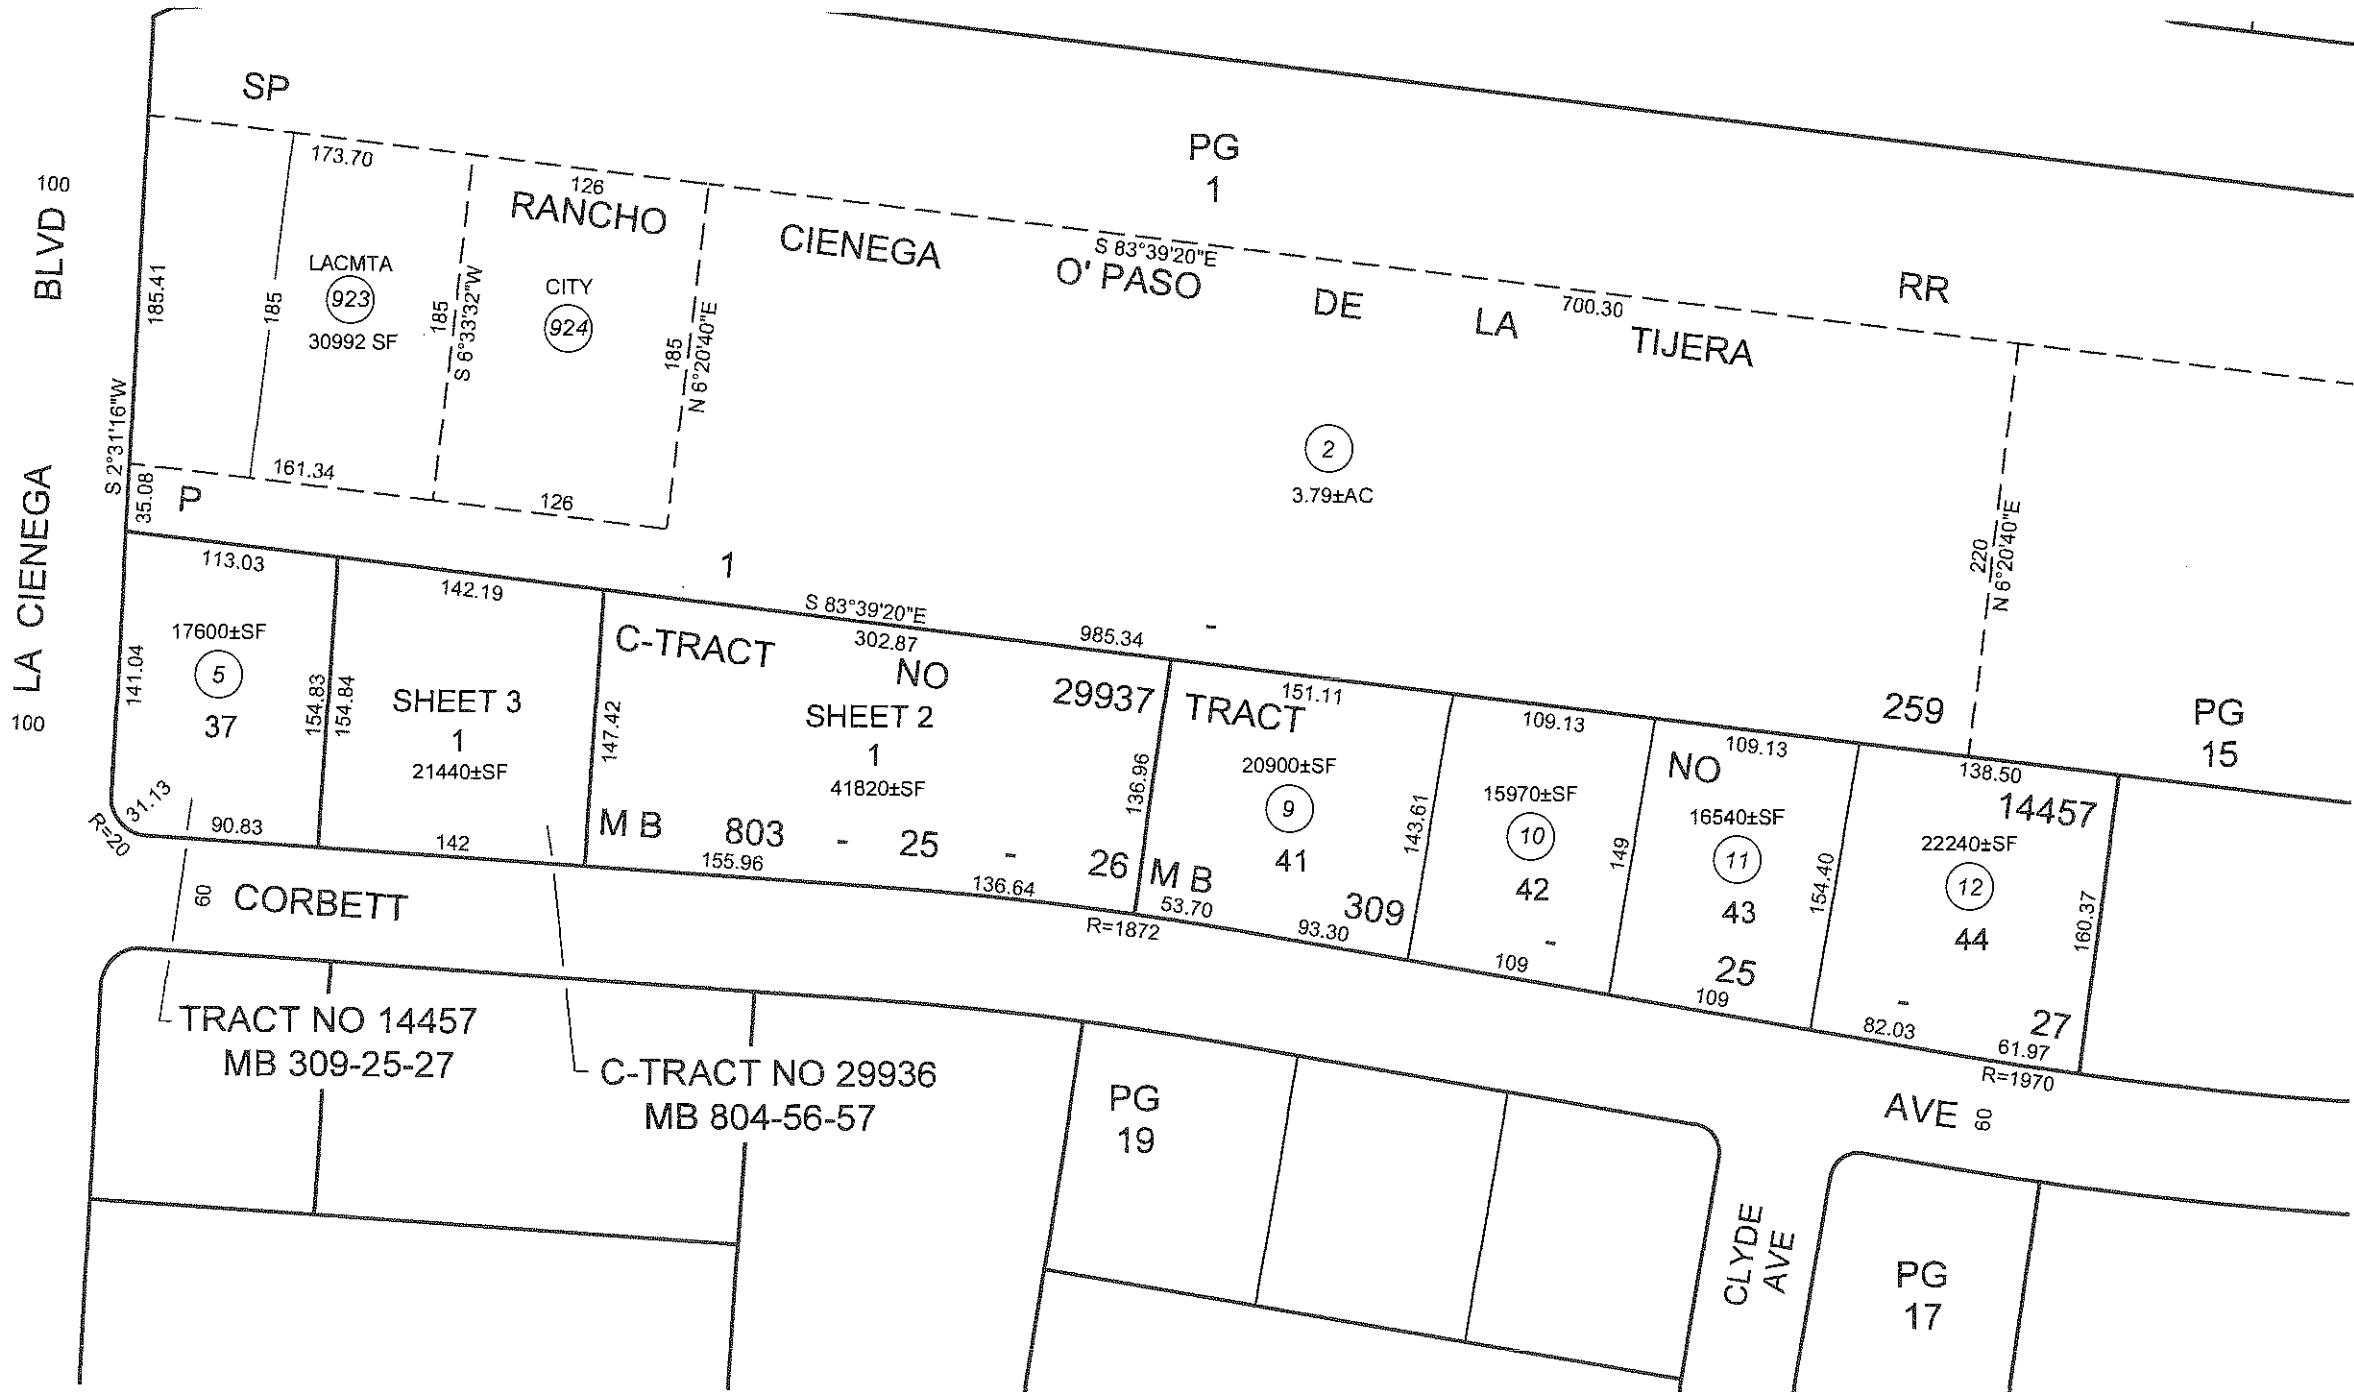 SP
PG
1
RR
173.70
126
RANCHO
CIENEGA
O' PASO
DE
LA
TIJERA
S 83°39'20"E
700.30
100
BLVD
LA CIENEGA
100
185.41
S 2°31'16"W
35.08
185
LACMTA
923
30992 SF
185
S 6°33'32"W
CITY
924
185
N 6°20'40"E
161.34
126
P
1
-
259
2
3.79±AC
220
N 6°20'40"E
PG
15
S 83°39'20"E
985.34
113.03
17600±SF
5
37
141.04
154.83
31.13
R=20
90.83
142.19
154.84
SHEET 3
1
21440±SF
142
302.87
C-TRACT
NO
29937
147.42
SHEET 2
1
41820±SF
M B
803
-
25
-
26
155.96
136.64
136.96
151.11
TRACT
20900±SF
9
41
M B
309
53.70
93.30
R=1872
143.61
109.13
15970±SF
10
42
-
109
149
109.13
NO
16540±SF
11
43
25
109
154.40
138.50
14457
22240±SF
12
44
-
27
82.03
61.97
R=1970
160.37
60
CORBETT
AVE
60
TRACT NO 14457
MB 309-25-27
C-TRACT NO 29936
MB 804-56-57
PG
19
CLYDE
AVE
PG
17